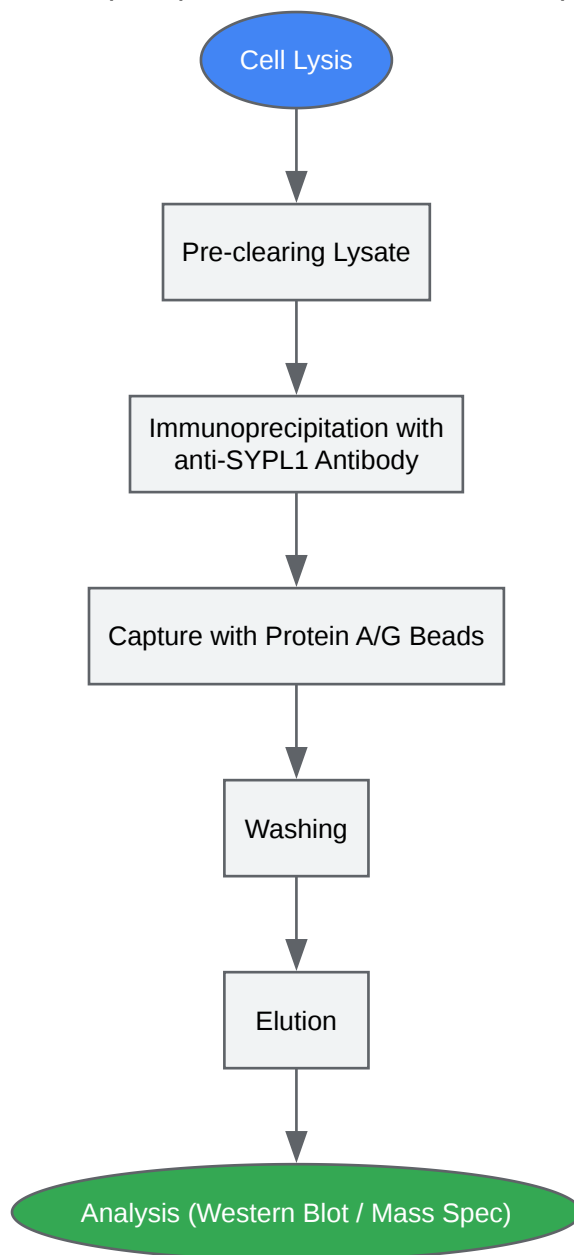 Cell Lysis
Pre-clearing Lysate
Immunoprecipitation with
anti-SYPL1 Antibody
Capture with Protein A/G Beads
Washing
Elution
Analysis (Western Blot / Mass Spec)